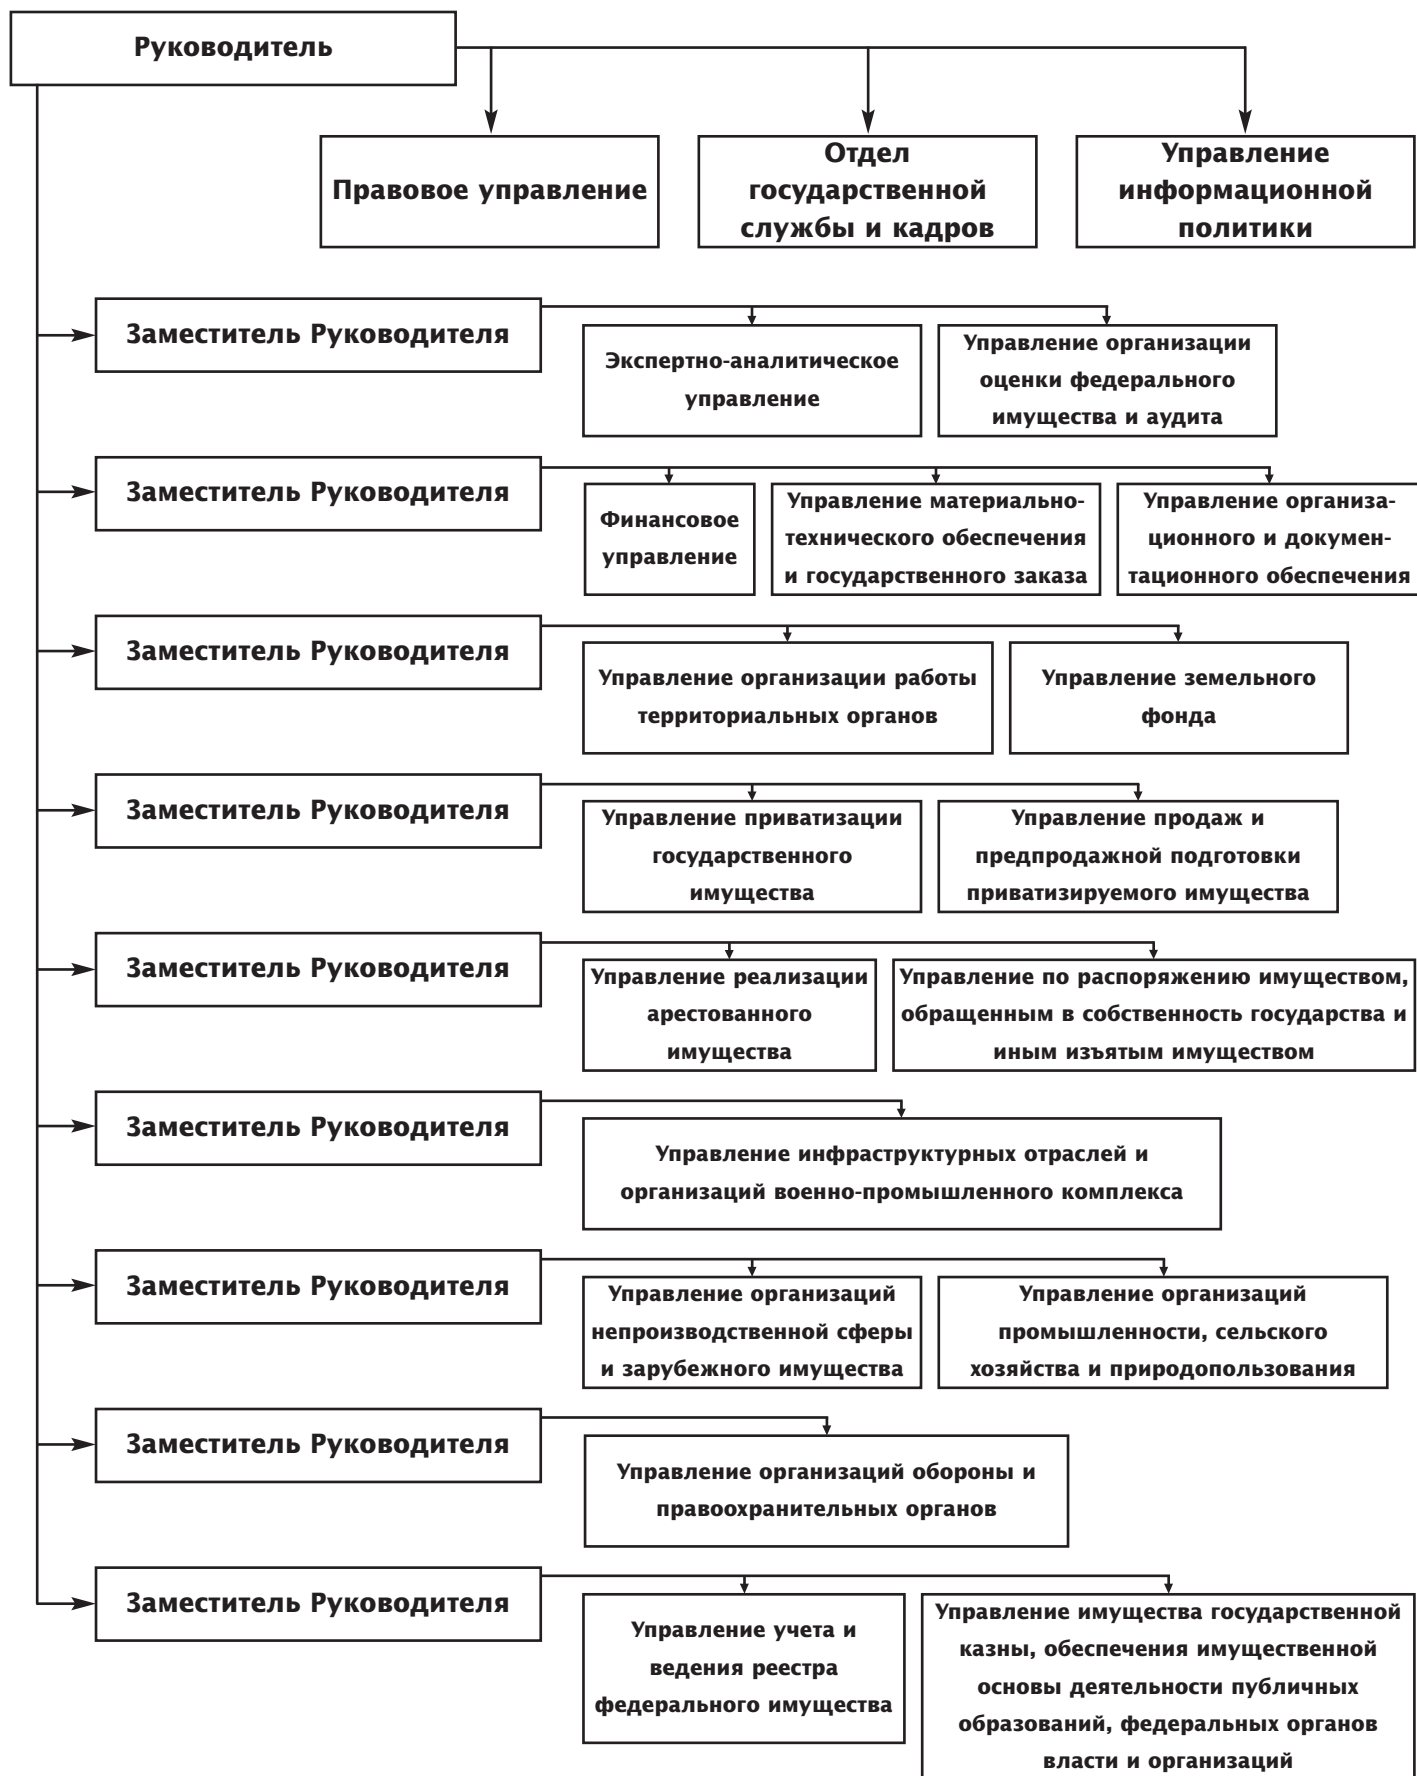 Руководитель
Правовое управление
Отдел
государственной
службы и кадров
Управление
информационной
политики
Заместитель Руководителя
Экспертно-аналитическое
управление
Управление организации
оценки федерального
имущества и аудита
Заместитель Руководителя
Финансовое
управление
Управление материально-
технического обеспечения
и государственного заказа
Управление организа-
ционного и докумен-
тационного обеспечения
Заместитель Руководителя
Управление организации работы
территориальных органов
Управление земельного
фонда
Заместитель Руководителя
Управление приватизации
государственного
имущества
Управление продаж и
предпродажной подготовки
приватизируемого имущества
Заместитель Руководителя
Управление реализации
арестованного
имущества
Управление по распоряжению имуществом,
обращенным в собственность государства и
иным изъятым имуществом
Заместитель Руководителя
Управление инфраструктурных отраслей и
организаций военно-промышленного комплекса
Заместитель Руководителя
Управление организаций
непроизводственной сферы
и зарубежного имущества
Управление организаций
промышленности, сельского
хозяйства и природопользования
Заместитель Руководителя
Управление организаций обороны и
правоохранительных органов
Заместитель Руководителя
Управление учета и
ведения реестра
федерального имущества
Управление имущества государственной
казны, обеспечения имущественной
основы деятельности публичных
образований, федеральных органов
власти и организаций